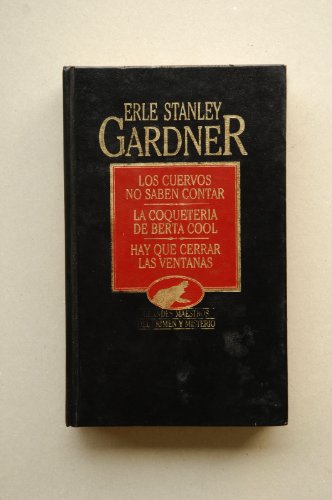 ERLE STANLEY
GARDNER
LOS CUERVOS
NO SABEN CONTAR
LA COQUETERIA
DE BERTA COOL
HAY QUE CERRAR
LAS VENTANAS
GRANDES MAESTROS
DEL CRIMEN Y MISTERIO